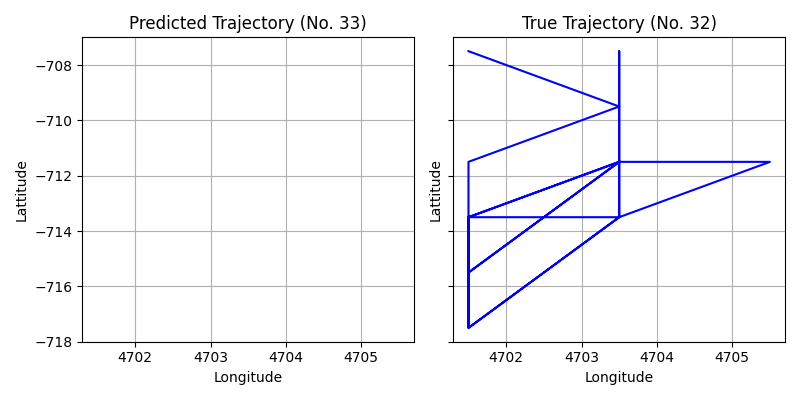 Predicted Trajectory (No. 33)
True Trajectory (No. 32)
−708
−710
−712
−714
−716
−718
Lattitude
Lattitude
4702 4703 4704 4705
4702 4703 4704 4705
Longitude
Longitude